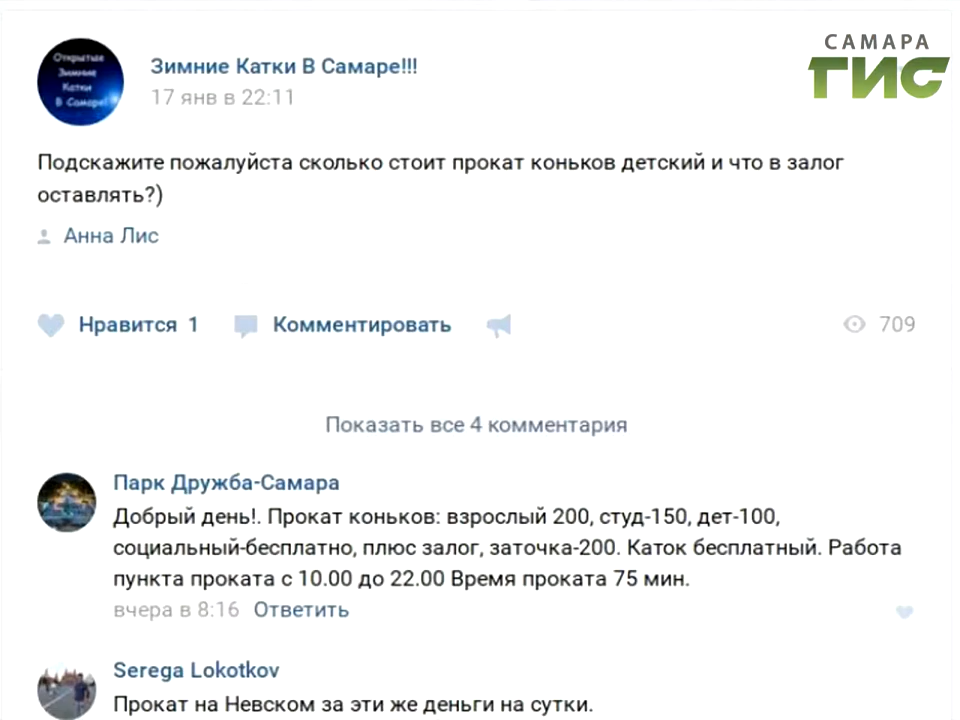 САМАРА
ГИС
Открытые
Зимние
Катки
В Самаре!
Зимние Катки В Самаре!!!
17 янв в 22:11
Подскажите пожалуйста сколько стоит прокат коньков детский и что в залог
оставлять?)
Анна Лис
Нравится 1 Комментировать 709
Показать все 4 комментария
Парк Дружба-Самара
Добрый день!. Прокат коньков: взрослый 200, студ-150, дет-100,
социальный-бесплатно, плюс залог, заточка-200. Каток бесплатный. Работа
пункта проката с 10.00 до 22.00 Время проката 75 мин.
вчера в 8:16 Ответить
Serega Lokotkov
Прокат на Невском за эти же деньги на сутки.